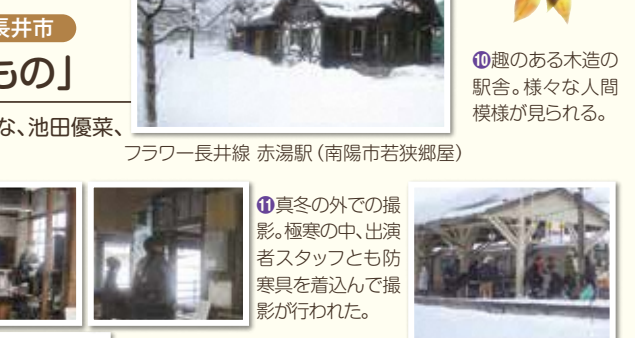 長井市
もの」
な、池田優菜、
❿趣のある木造の
駅舎。様々な人間
模様が見られる。
フラワー長井線 赤湯駅(南陽市若狭郷屋)
⓫真冬の外での撮
影。極寒の中、出演
者スタッフとも防
寒具を着込んで撮
影が行われた。